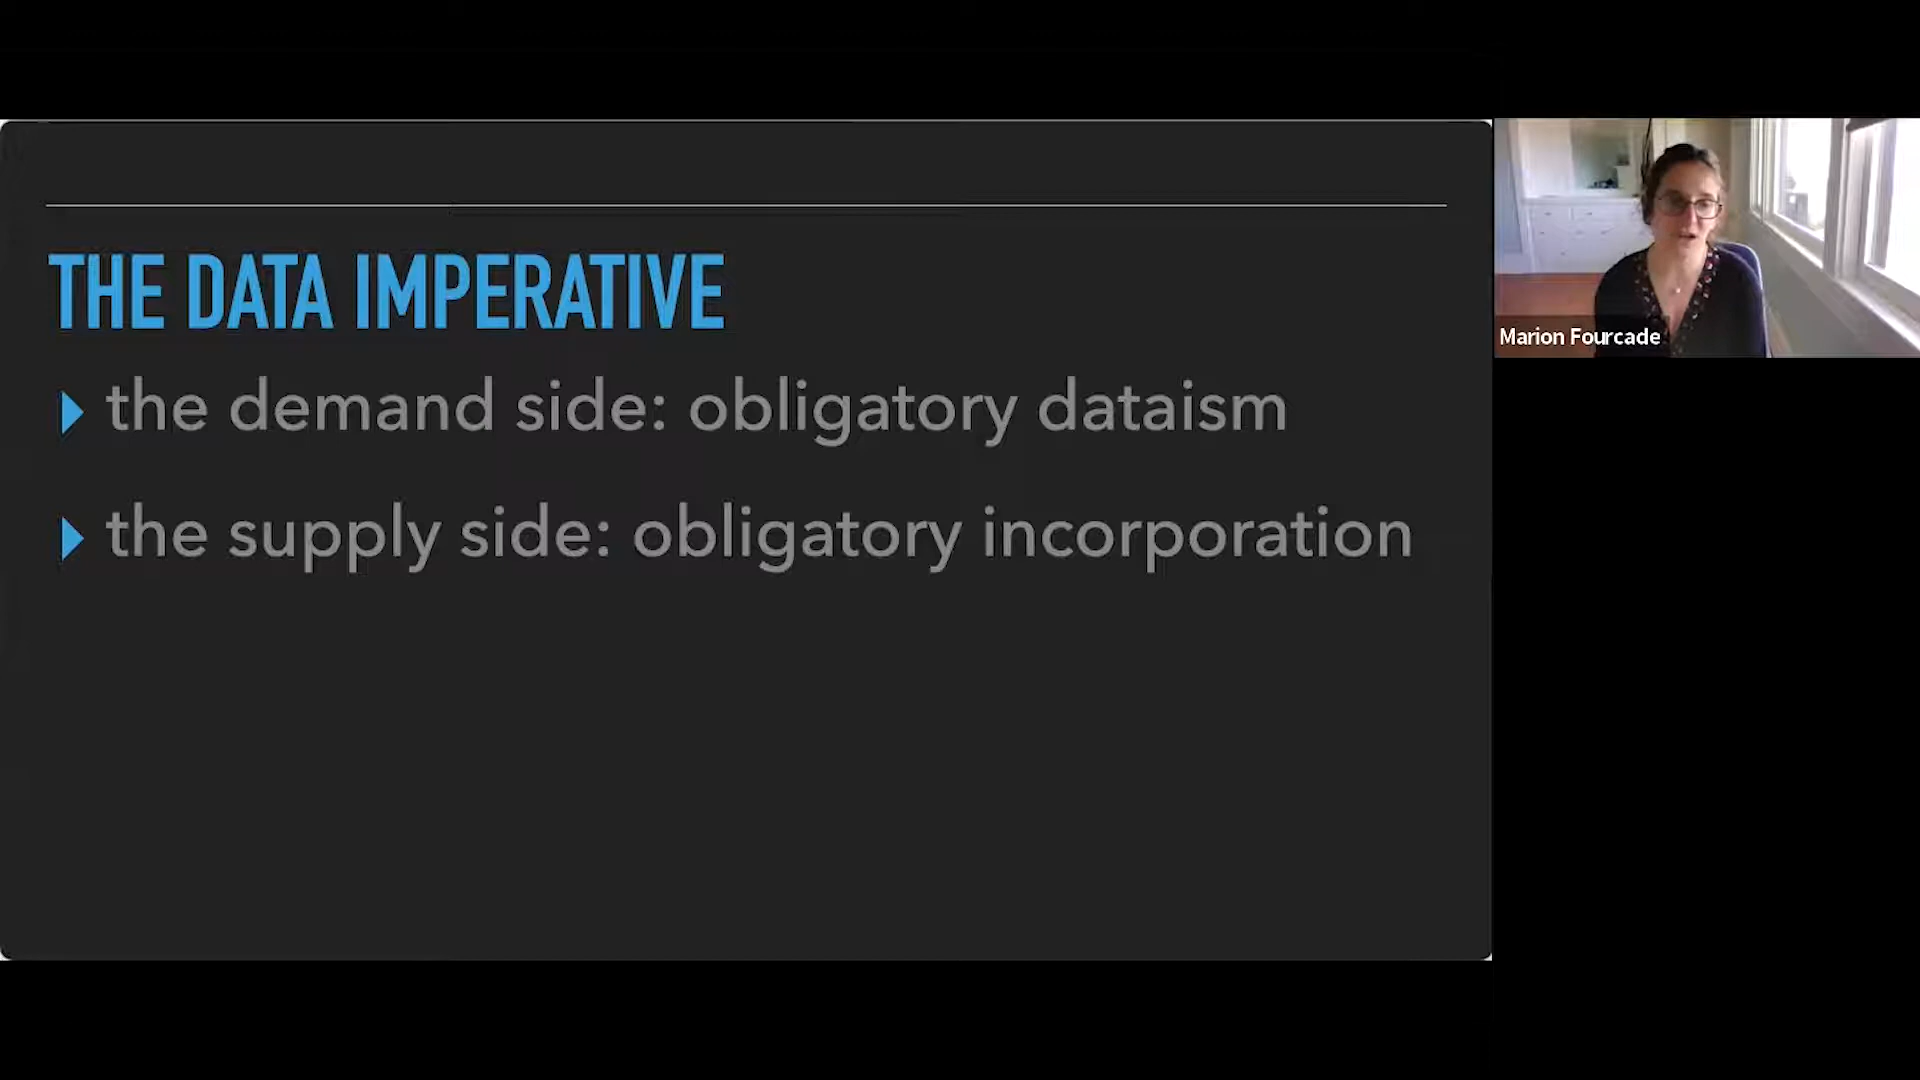 THE DATA IMPERATIVE
the demand side: obligatory dataism
the supply side: obligatory incorporation
Marion Fourcade